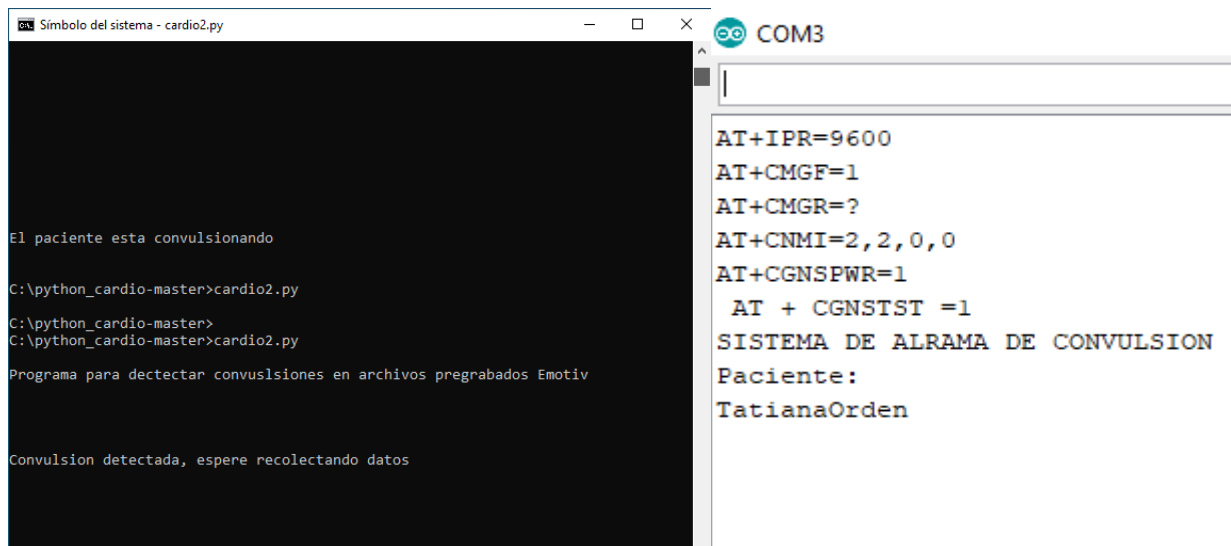 Símbolo del sistema - cardio2.py
El paciente esta convulsionando
C:\python_cardio-master>cardio2.py
C:\python_cardio-master>
C:\python_cardio-master>cardio2.py
Programa para dectectar convuslsiones en archivos pregrabados Emotiv
Convulsion detectada, espere recolectando datos
COM3
AT+IPR=9600
AT+CMGF=1
AT+CMGR=?
AT+CNMI=2,2,0,0
AT+CGNSPWR=1
AT + CGNSTST =1
SISTEMA DE ALRAMA DE CONVULSION
Paciente:
TatianaOrden